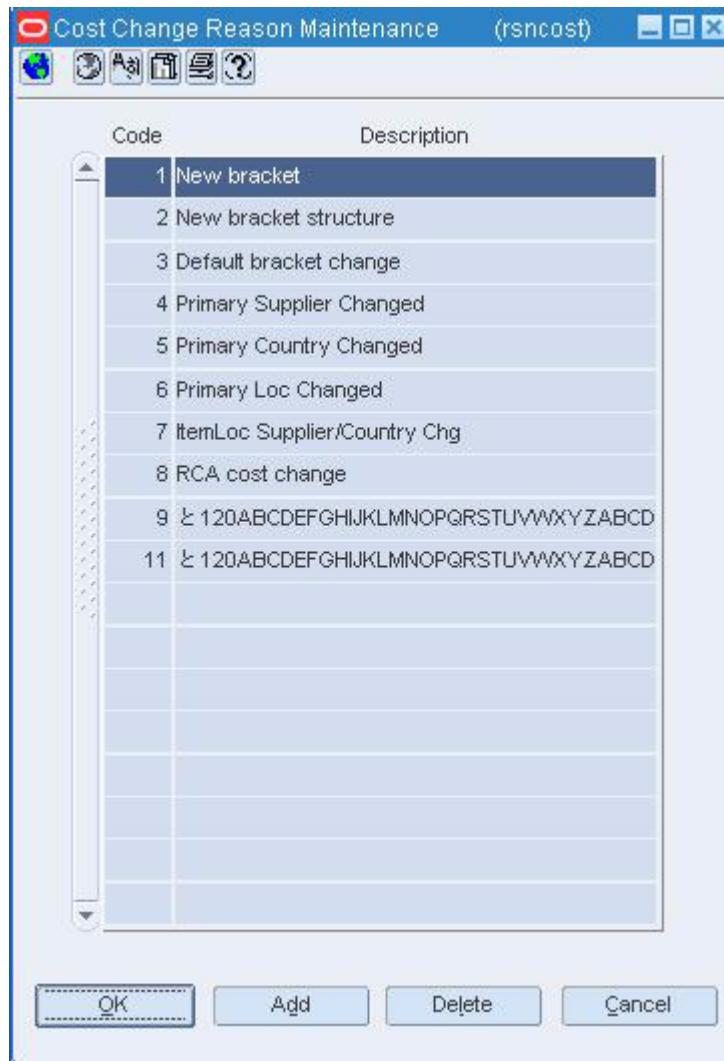 Cost Change Reason Maintenance (rsncost)
Code Description
1 New bracket
2 New bracket structure
3 Default bracket change
4 Primary Supplier Changed
5 Primary Country Changed
6 Primary Loc Changed
7 ItemLoc Supplier/Country Chg
8 RCA cost change
9 と120ABCDEFGHIJKLMNOPQRSTUVWXYZABCD
11 と120ABCDEFGHIJKLMNOPQRSTUVWXYZABCD
OK Add Delete Cancel